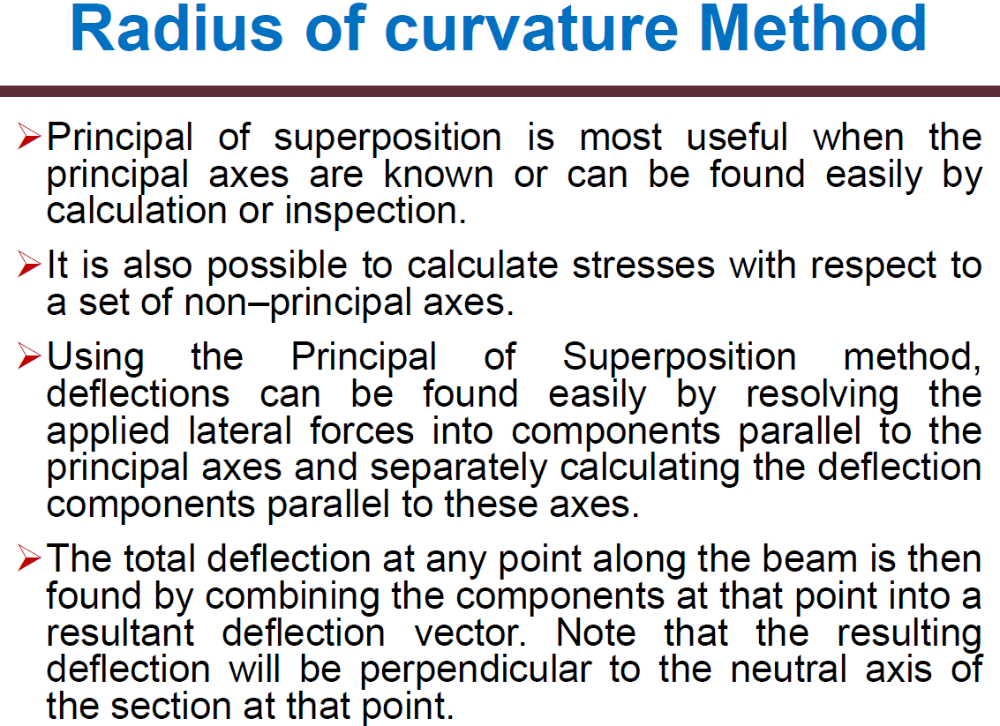 Radius of curvature Method
➢Principal of superposition is most useful when the
principal axes are known or can be found easily by
calculation or inspection.
➢It is also possible to calculate stresses with respect to
a set of non–principal axes.
➢Using the Principal of Superposition method,
deflections can be found easily by resolving the
applied lateral forces into components parallel to the
principal axes and separately calculating the deflection
components parallel to these axes.
➢The total deflection at any point along the beam is then
found by combining the components at that point into a
resultant deflection vector. Note that the resulting
deflection will be perpendicular to the neutral axis of
the section at that point.